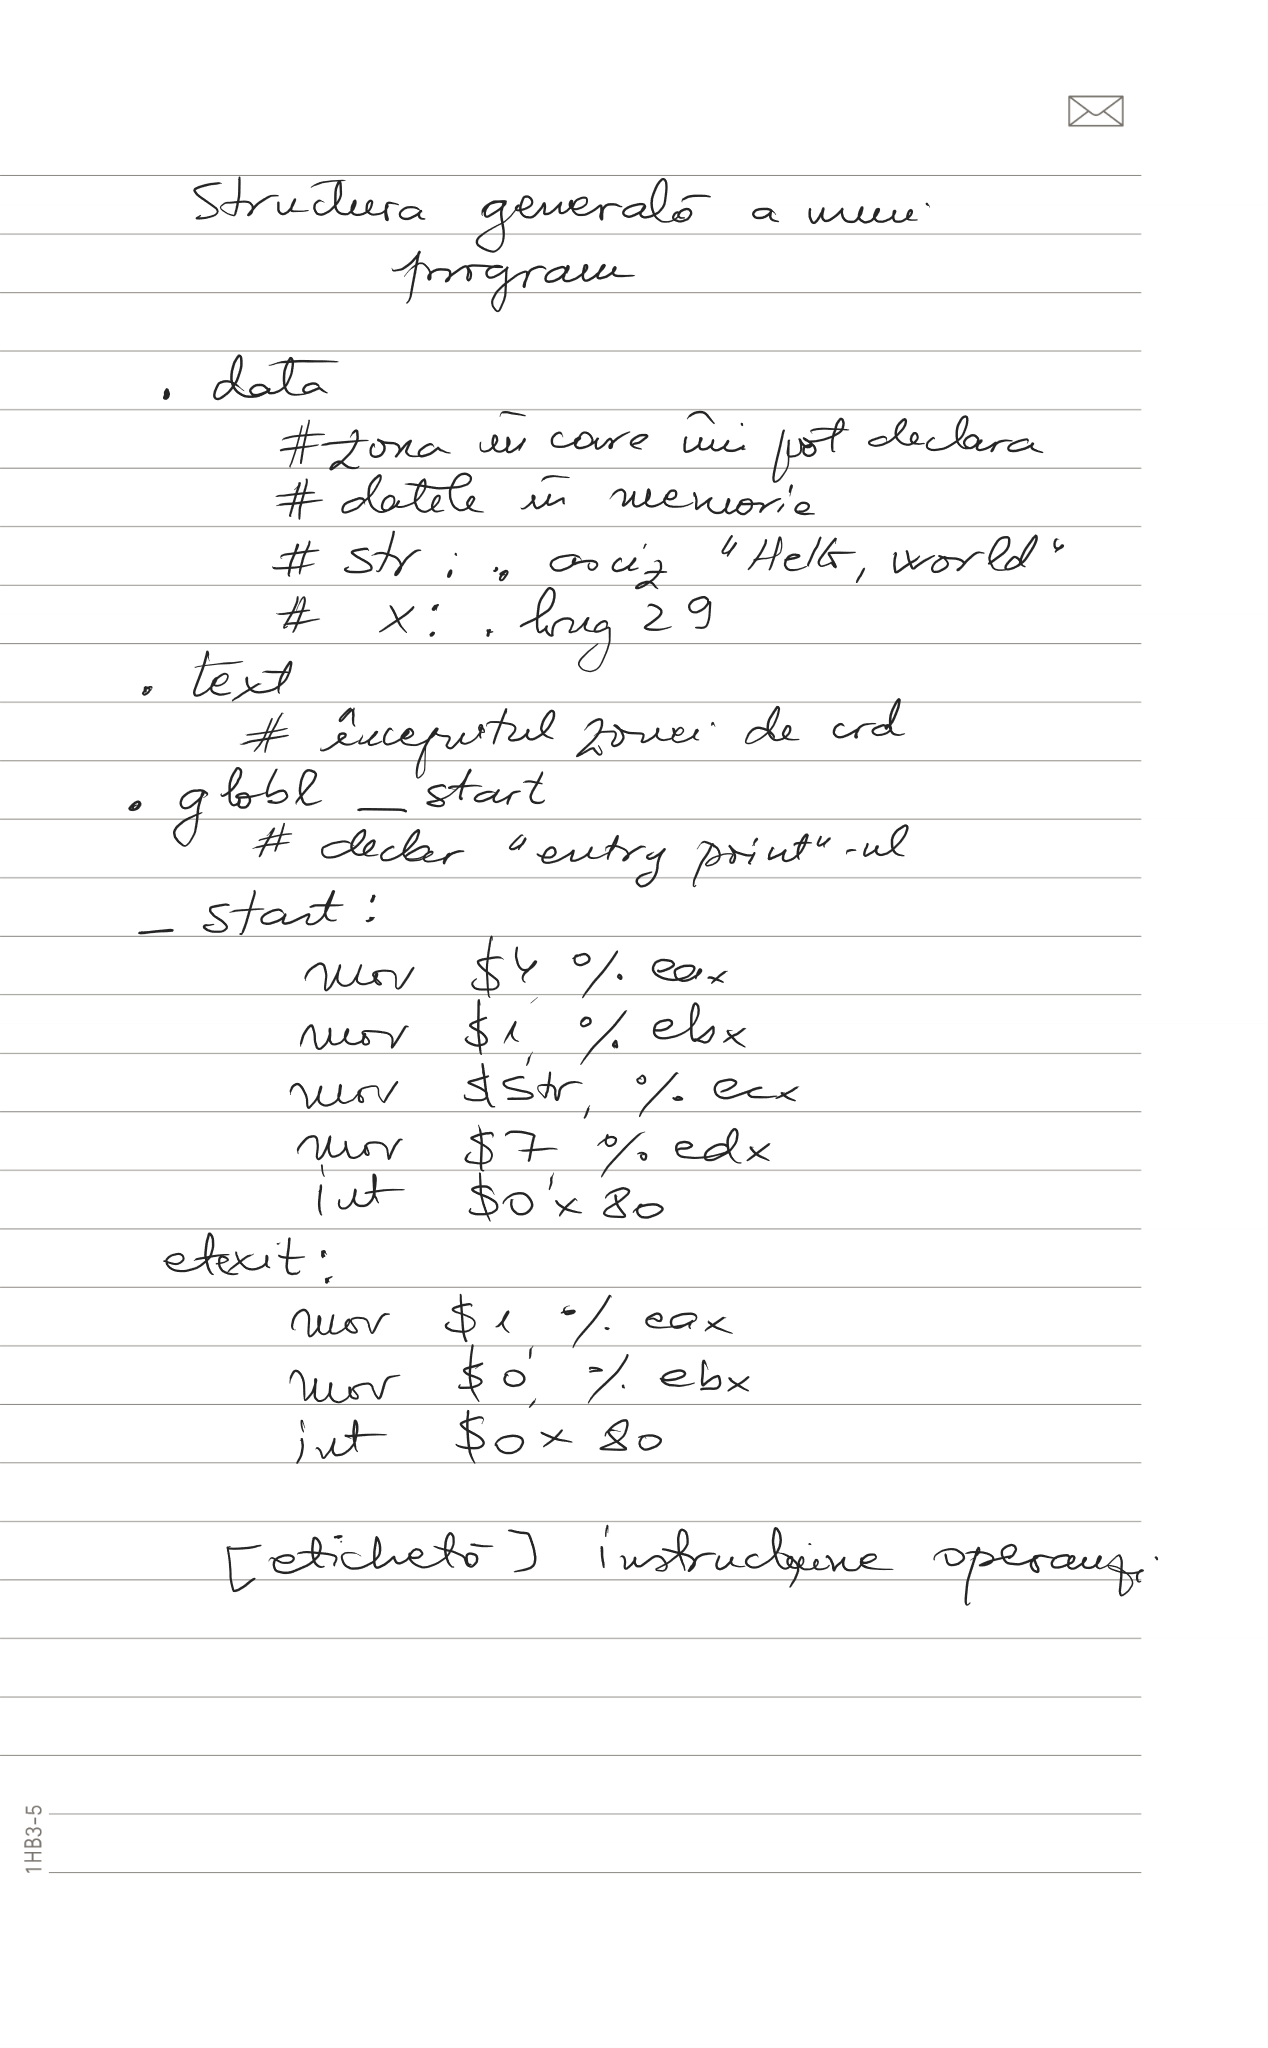 Structura generală a unui
program
. data
# zona în care îmi pot declara
# datele în memorie
# str : . asciz "Hello, world"
# x: . long 29
. text
# începutul zonei de cod
. globl _start
# declar "entry point"-ul
_start:
mov $4, %eax
mov $1, %ebx
mov $str, %ecx
mov $7, %edx
int $0x80
etexit:
mov $1, %eax
mov $0, %ebx
int $0x80
[etichetă] instrucțiune operanzi
1HB3-5